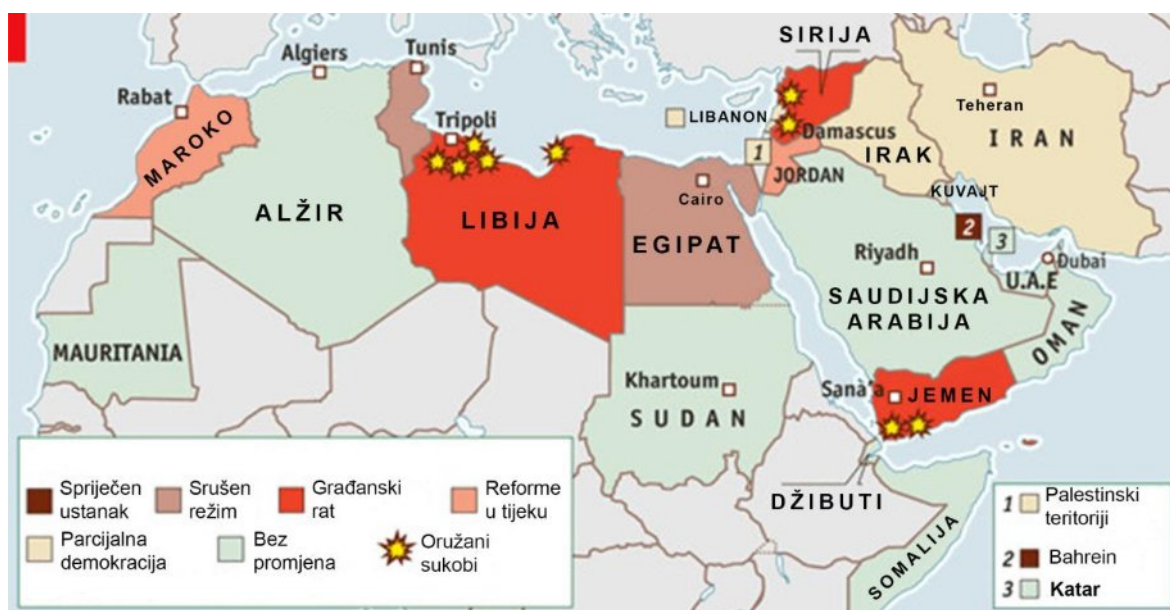 SIRIJA
Algiers
Tunis
Rabat
Teheran
Tripoli
LIBANON
Damascus
IRAN
MAROKO
1
IRAK
JORDAN
KUVAJT
ALŽIR
LIBIJA
Cairo
EGIPAT
2
3
Riyadh
Dubai
U.A.E
SAUDIJSKA
ARABIJA
OMAN
MAURITANIA
Khartoum
SUDAN
Sanà'a
JEMEN
DŽIBUTI
SOMALIJA
Spriječen
ustanak
Srušen
režim
Građanski
rat
Reforme
u tijeku
Parcijalna
demokracija
Bez
promjena
Oružani
sukobi
1 Palestinski
teritoriji
2 Bahrein
3 Katar